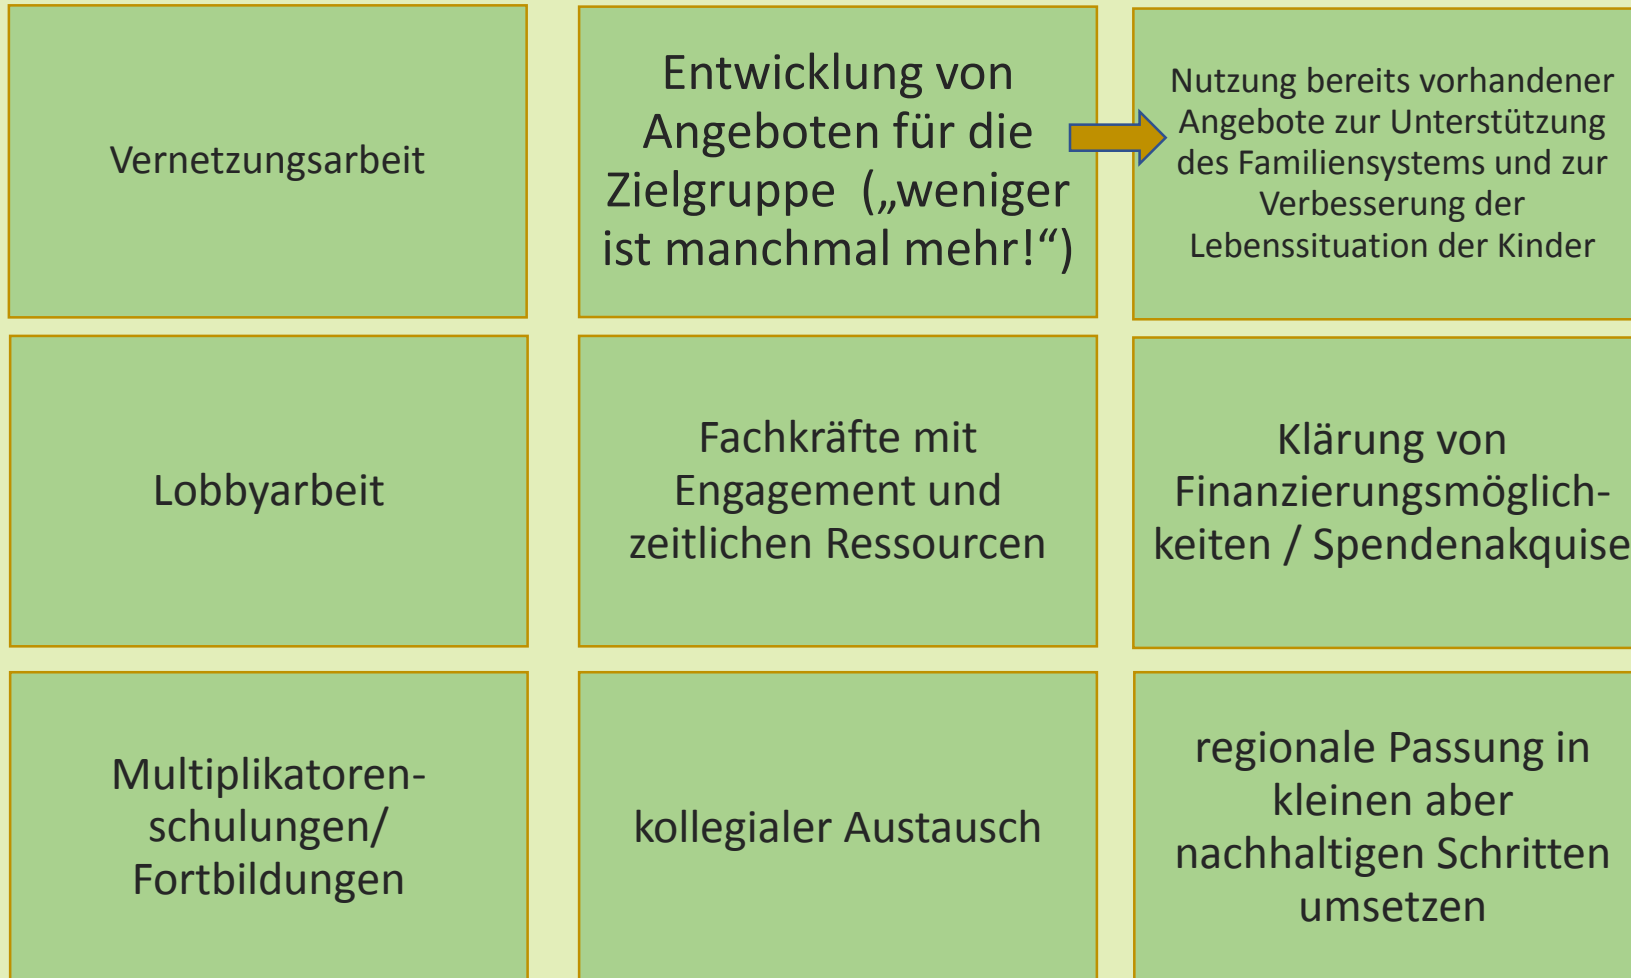 Vernetzungsarbeit
Entwicklung von
Angeboten für die
Zielgruppe („weniger
ist manchmal mehr!“)
Nutzung bereits vorhandener
Angebote zur Unterstützung
des Familiensystems und zur
Verbesserung der
Lebenssituation der Kinder
Lobbyarbeit
Fachkräfte mit
Engagement und
zeitlichen Ressourcen
Klärung von
Finanzierungsmöglich-
keiten / Spendenakquise
Multiplikatoren-
schulungen/
Fortbildungen
kollegialer Austausch
regionale Passung in
kleinen aber
nachhaltigen Schritten
umsetzen